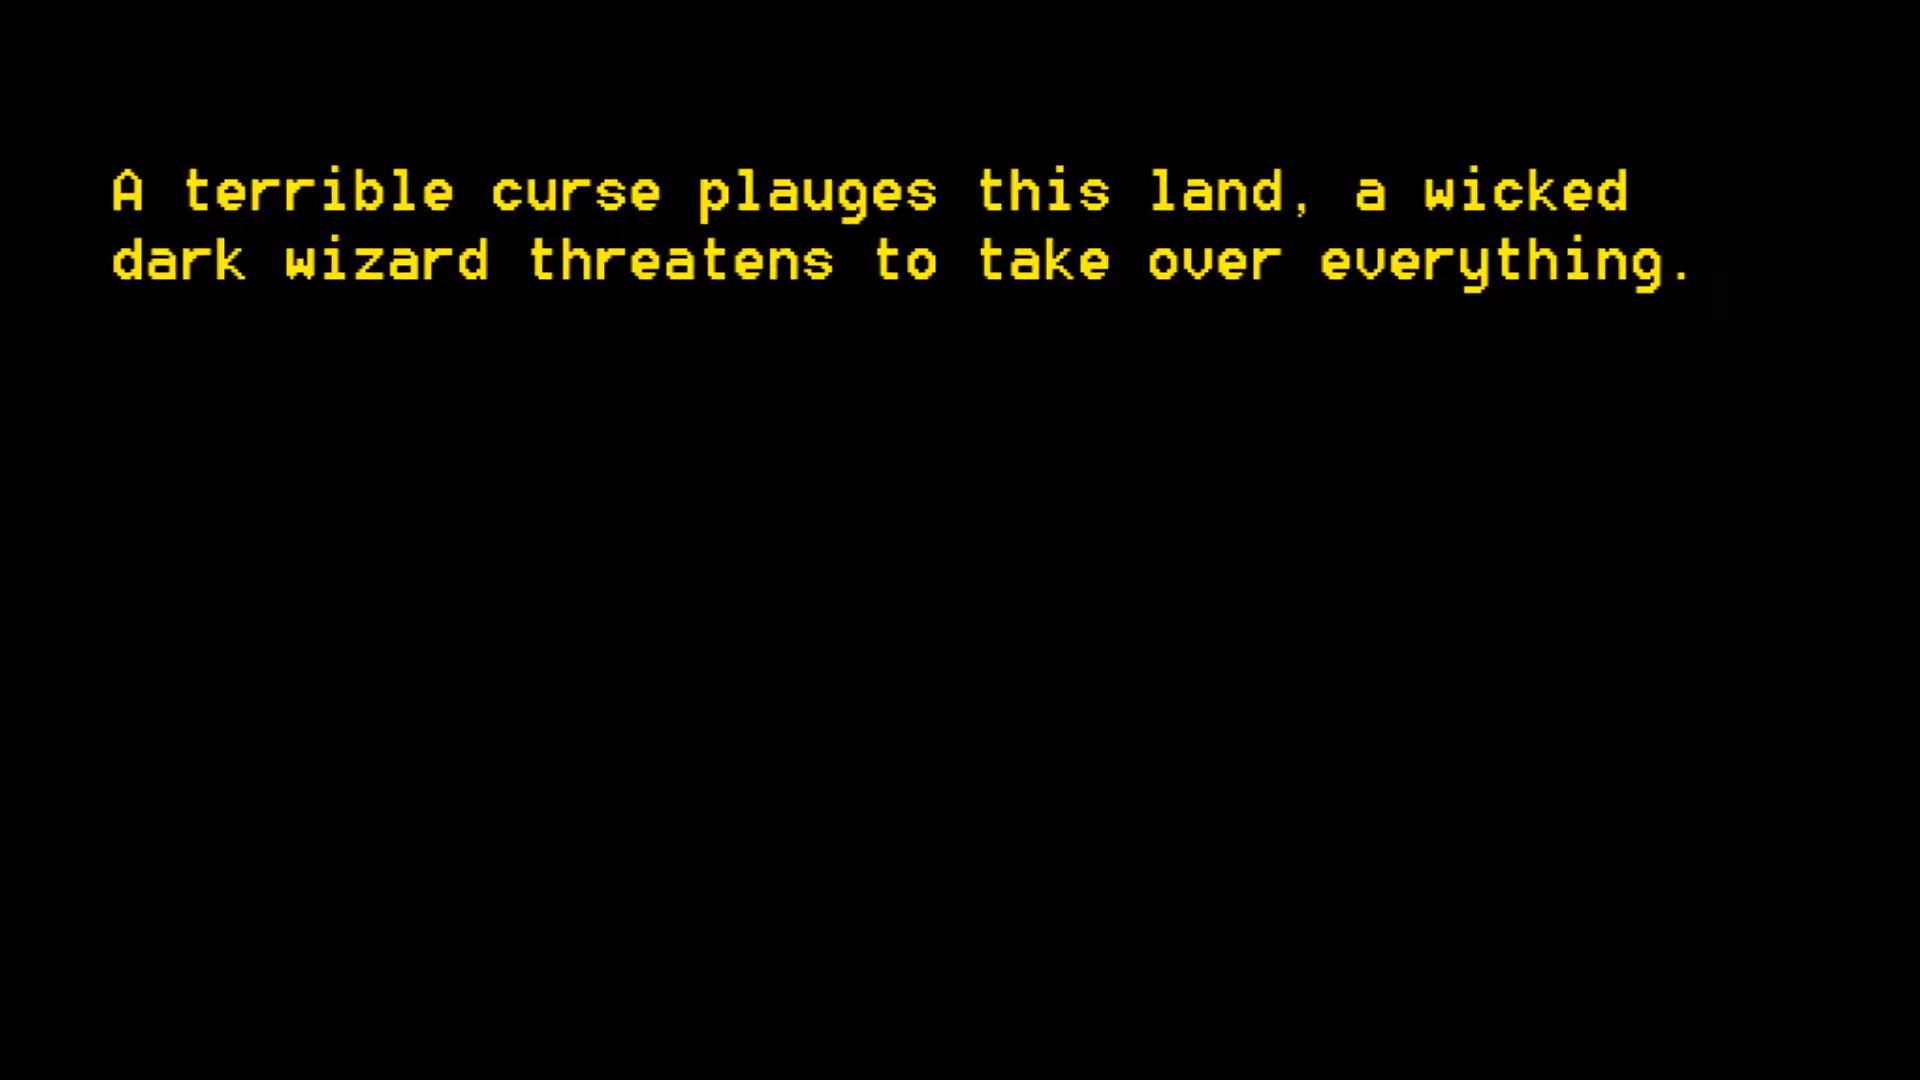 A terrible curse plauges this land, a wicked
dark wizard threatens to take over everything.